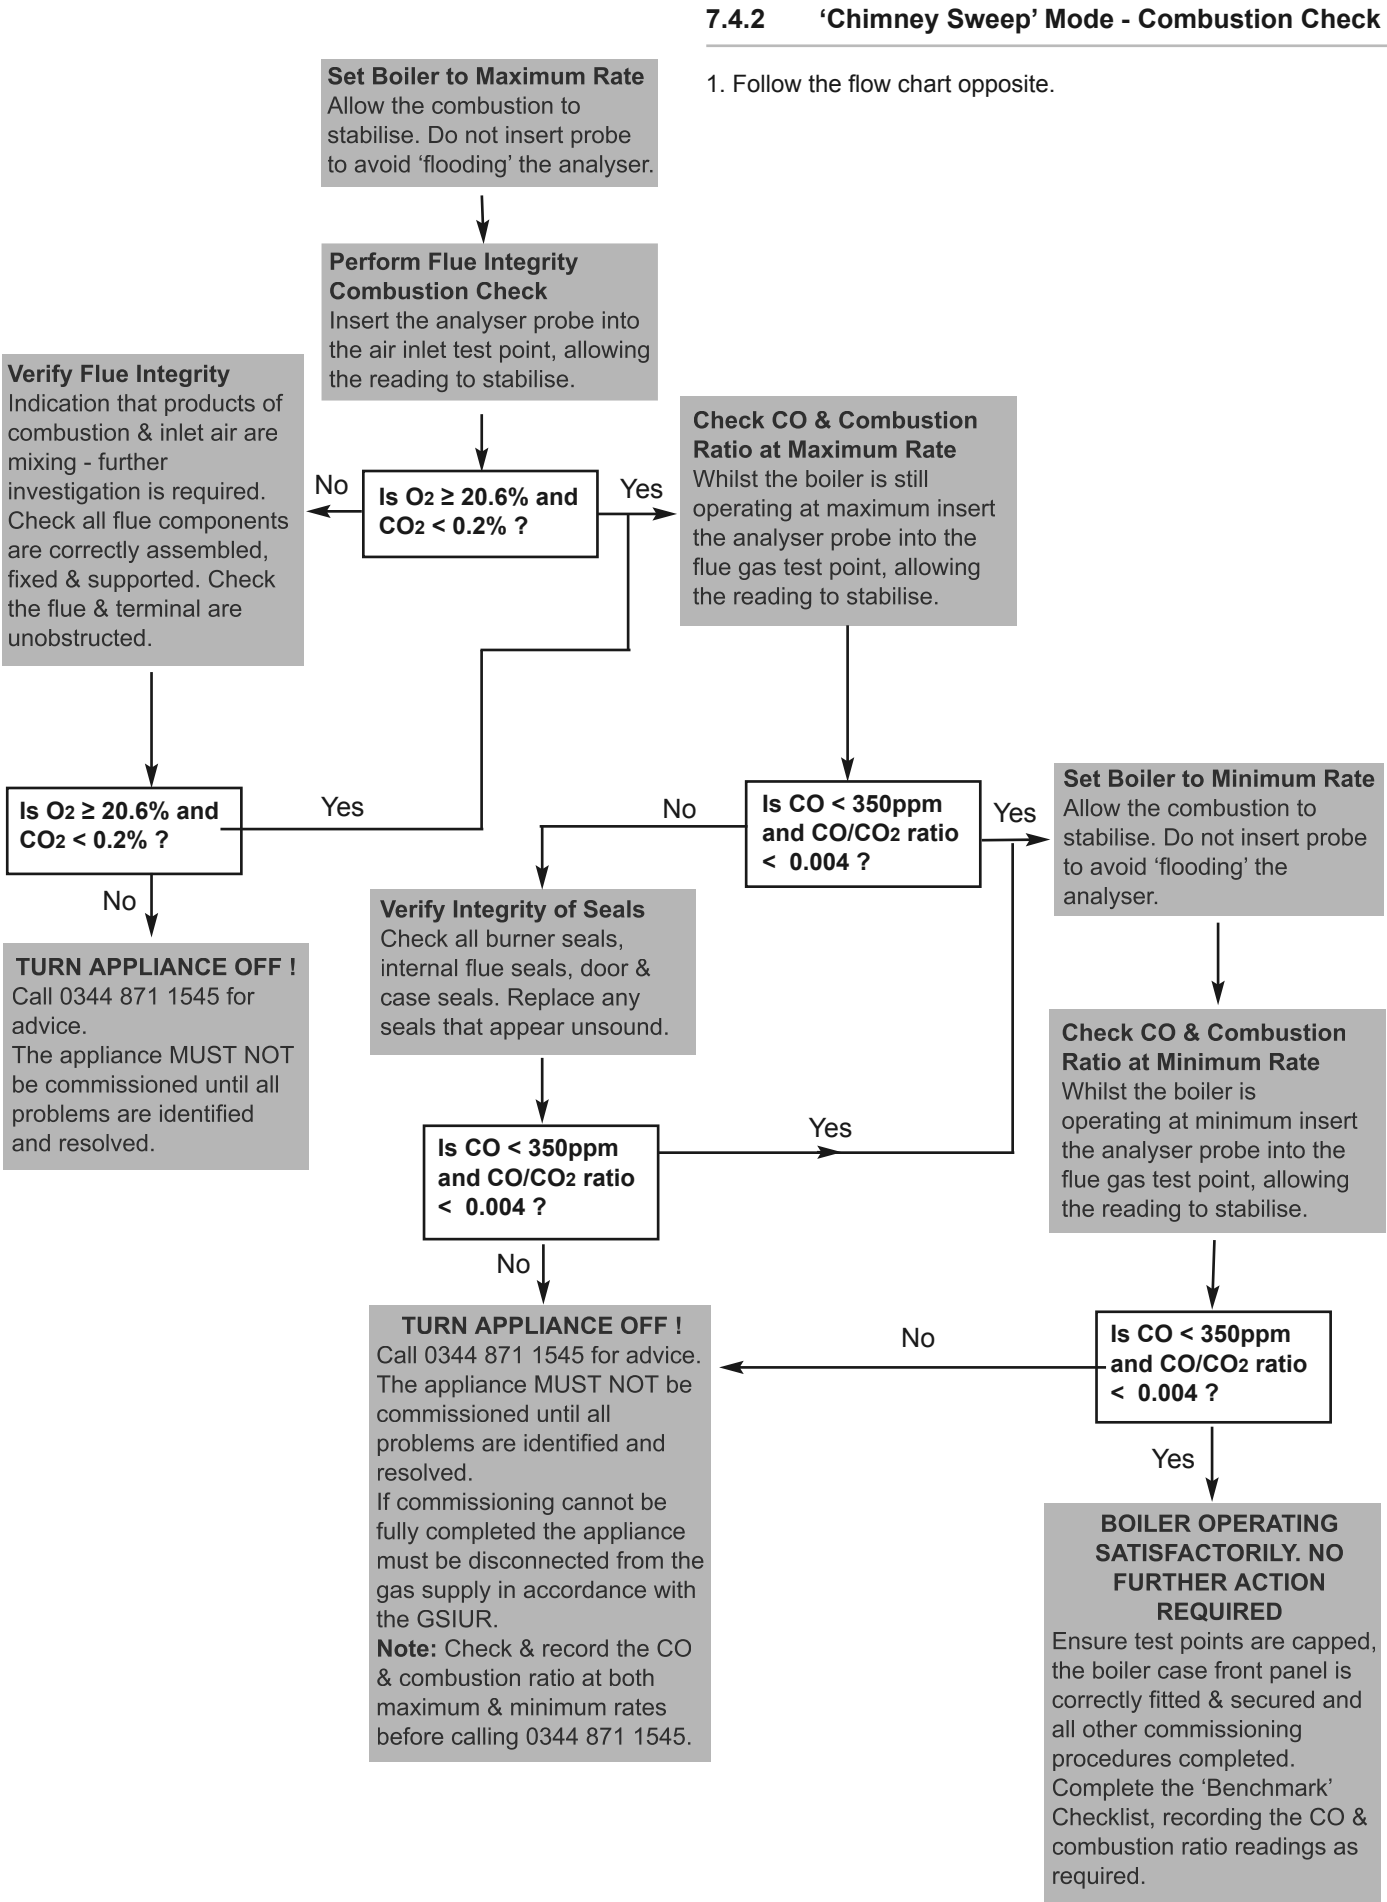 7.4.2 ‘Chimney Sweep’ Mode - Combustion Check
1. Follow the flow chart opposite.
Set Boiler to Maximum Rate
Allow the combustion to
stabilise. Do not insert probe
to avoid ‘flooding’ the analyser.
Perform Flue Integrity
Combustion Check
Insert the analyser probe into
the air inlet test point, allowing
the reading to stabilise.
Verify Flue Integrity
Indication that products of
combustion & inlet air are
mixing - further
investigation is required.
Check all flue components
are correctly assembled,
fixed & supported. Check
the flue & terminal are
unobstructed.
No
Is O2 ≥ 20.6% and
CO2 < 0.2% ?
Yes
Check CO & Combustion
Ratio at Maximum Rate
Whilst the boiler is still
operating at maximum insert
the analyser probe into the
flue gas test point, allowing
the reading to stabilise.
Is O2 ≥ 20.6% and
CO2 < 0.2% ?
Yes
No
TURN APPLIANCE OFF !
Call 0344 871 1545 for
advice.
The appliance MUST NOT
be commissioned until all
problems are identified
and resolved.
No
Is CO < 350ppm
and CO/CO2 ratio
< 0.004 ?
Yes
Set Boiler to Minimum Rate
Allow the combustion to
stabilise. Do not insert probe
to avoid ‘flooding’ the
analyser.
Verify Integrity of Seals
Check all burner seals,
internal flue seals, door &
case seals. Replace any
seals that appear unsound.
Check CO & Combustion
Ratio at Minimum Rate
Whilst the boiler is
operating at minimum insert
the analyser probe into the
flue gas test point, allowing
the reading to stabilise.
Is CO < 350ppm
and CO/CO2 ratio
< 0.004 ?
Yes
No
TURN APPLIANCE OFF !
Call 0344 871 1545 for advice.
The appliance MUST NOT be
commissioned until all
problems are identified and
resolved.
If commissioning cannot be
fully completed the appliance
must be disconnected from the
gas supply in accordance with
the GSIUR.
Note: Check & record the CO
& combustion ratio at both
maximum & minimum rates
before calling 0344 871 1545.
No
Is CO < 350ppm
and CO/CO2 ratio
< 0.004 ?
Yes
BOILER OPERATING
SATISFACTORILY. NO
FURTHER ACTION
REQUIRED
Ensure test points are capped,
the boiler case front panel is
correctly fitted & secured and
all other commissioning
procedures completed.
Complete the ‘Benchmark’
Checklist, recording the CO &
combustion ratio readings as
required.